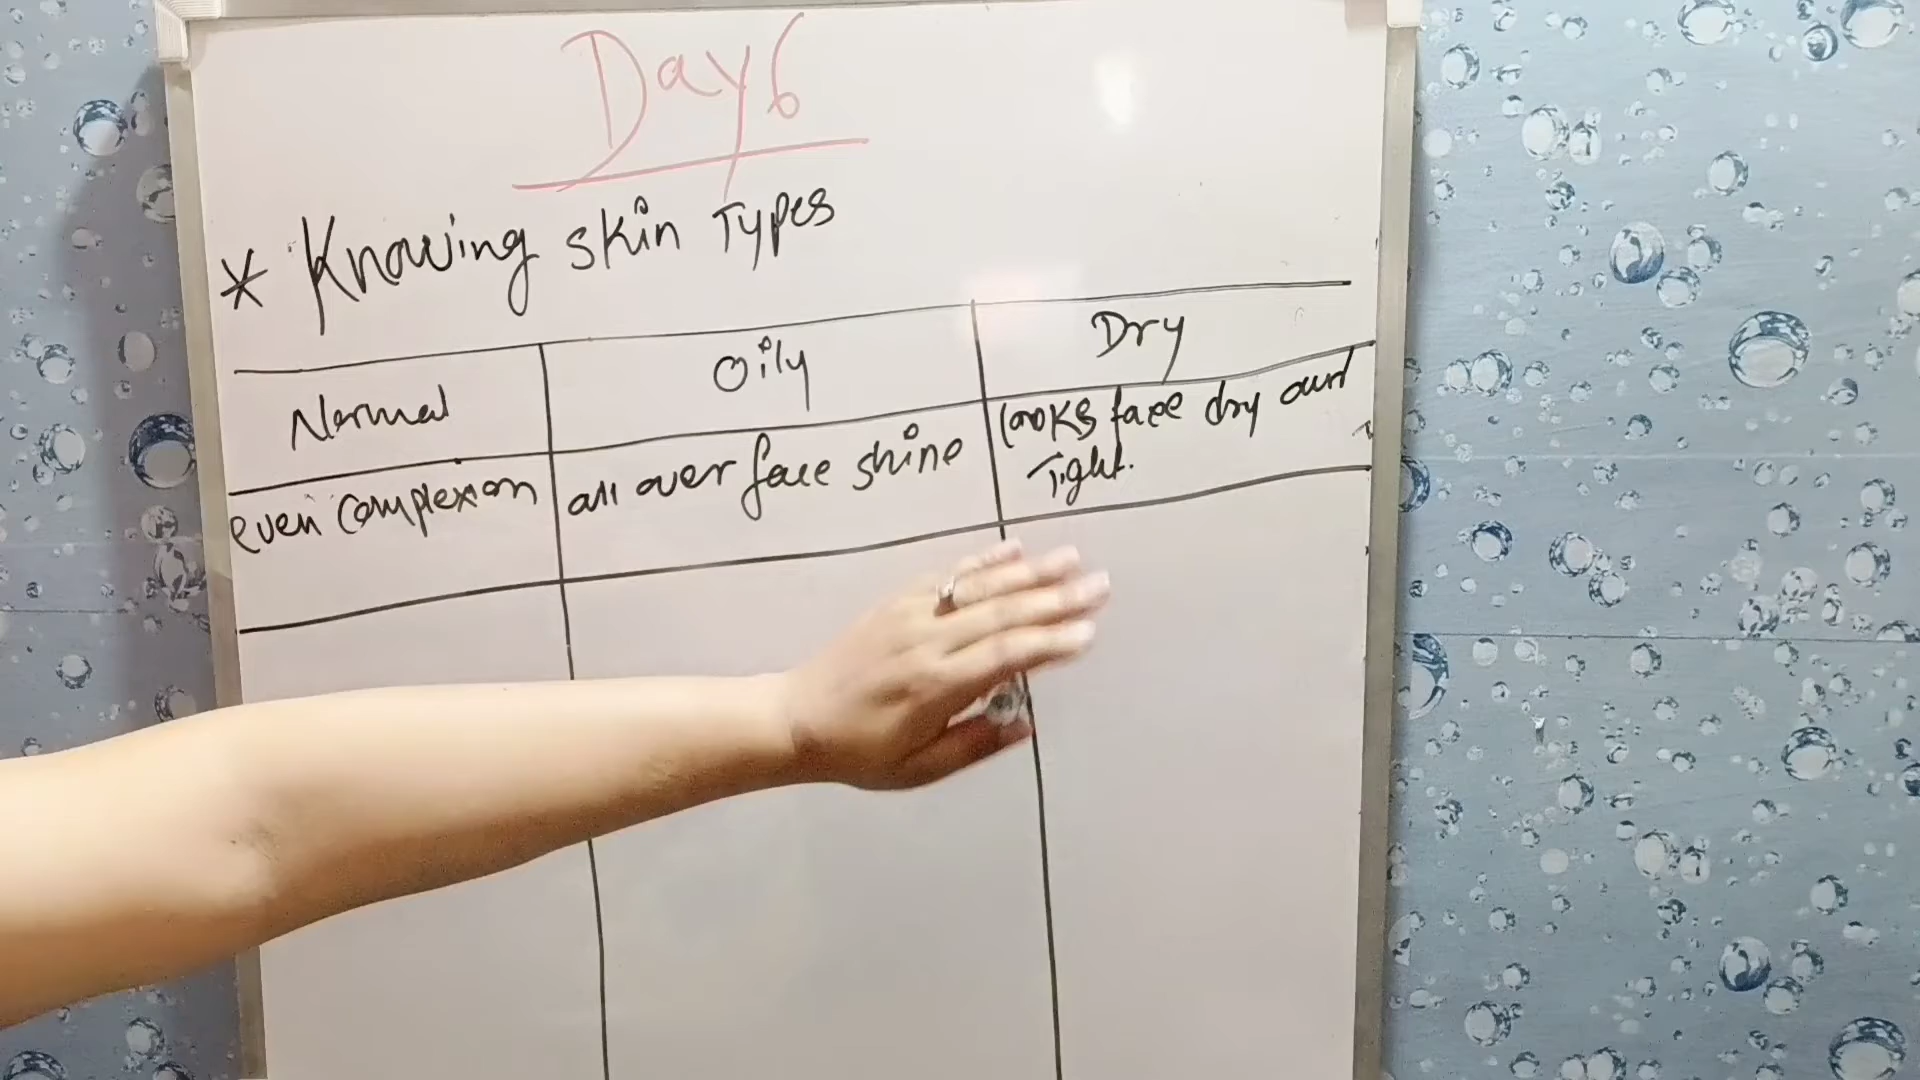 Day 6
* Knowing skin Types
Normal
Oily
Dry
even complexion
all over face shine
looks face dry and
Tight.